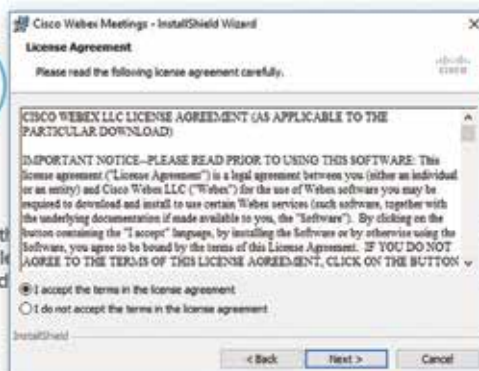 Cisco Webex Meetings - InstallShield Wizard
License Agreement
Please read the following license agreement carefully.
CISCO
CISCO WEBEX LLC LICENSE AGREEMENT (AS APPLICABLE TO THE
PARTICULAR DOWNLOAD)
IMPORTANT NOTICE--PLEASE READ PRIOR TO USING THIS SOFTWARE: This
license agreement ("License Agreement") is a legal agreement between you (either an individual
or an entity) and Cisco Webex LLC ("Webex") for the use of Webex software you may be
required to download and install to use certain Webex services (such software, together with
the underlying documentation if made available to you, the "Software"). By clicking on the
button containing the "I accept" language, by installing the Software or by otherwise using the
Software, you agree to be bound by the terms of this License Agreement. IF YOU DO NOT
AGREE TO THE TERMS OF THIS LICENSE AGREEMENT, CLICK ON THE BUTTON
I accept the terms in the license agreement
I do not accept the terms in the license agreement
InstallShield
< Back
Next >
Cancel